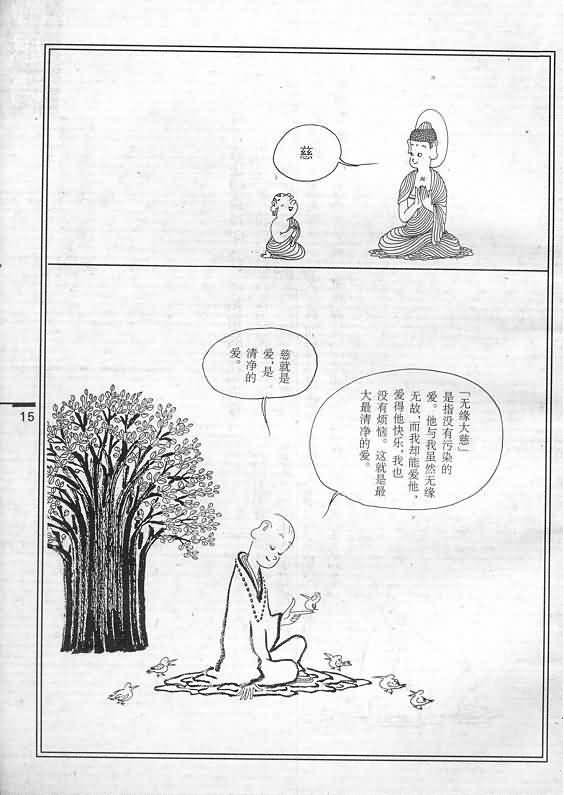 慈
慈就是
爱，是
清净的
爱。
「无缘大慈」
是指没有污染的
爱。他与我虽然无缘
无故，而我却能爱他，
爱得他快乐，我也
没有烦恼。这就是最
大最清净的爱。
15